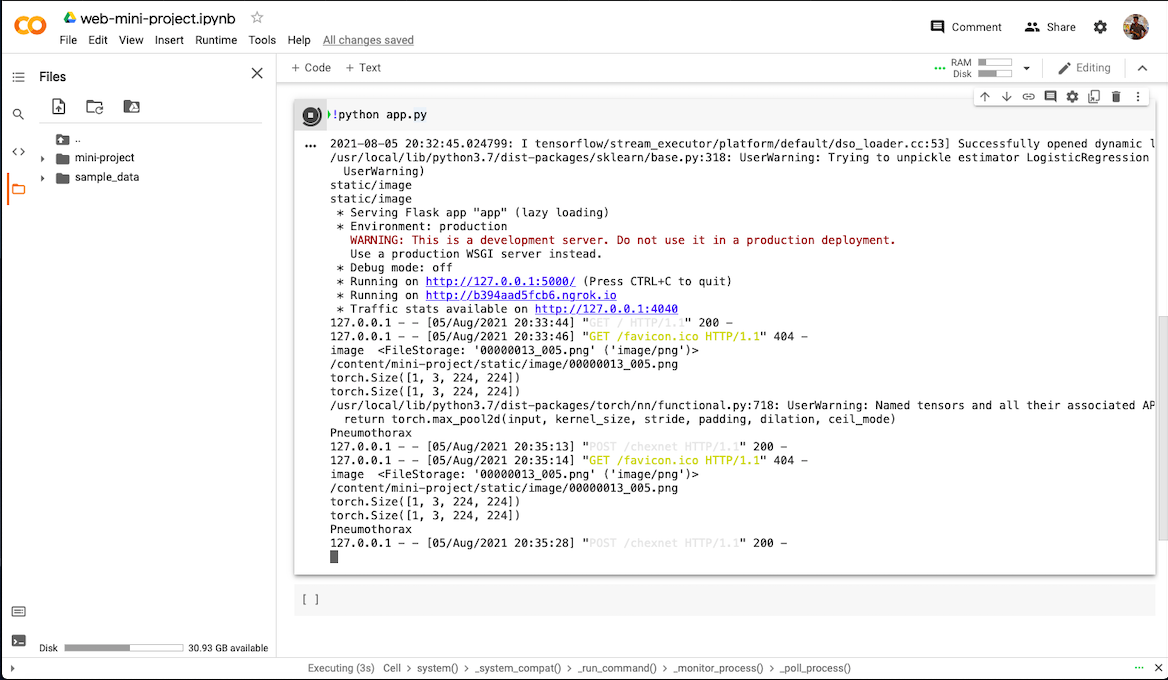 CO
web-mini-project.ipynb
File Edit View Insert Runtime Tools Help All changes saved
Comment Share
Files
+ Code + Text
RAM
Disk
Editing
..
mini-project
sample_data
!python app.py
2021-08-05 20:32:45.024799: I tensorflow/stream_executor/platform/default/dso_loader.cc:53] Successfully opened dynamic l
/usr/local/lib/python3.7/dist-packages/sklearn/base.py:318: UserWarning: Trying to unpickle estimator LogisticRegression
UserWarning)
static/image
static/image
* Serving Flask app "app" (lazy loading)
* Environment: production
WARNING: This is a development server. Do not use it in a production deployment.
Use a production WSGI server instead.
* Debug mode: off
* Running on http://127.0.0.1:5000/ (Press CTRL+C to quit)
* Running on http://b394aad5fcb6.ngrok.io
* Traffic stats available on http://127.0.0.1:4040
127.0.0.1 - - [05/Aug/2021 20:33:44] "GET / HTTP/1.1" 200 -
127.0.0.1 - - [05/Aug/2021 20:33:46] "GET /favicon.ico HTTP/1.1" 404 -
image  <FileStorage: '00000013_005.png' ('image/png')>
/content/mini-project/static/image/00000013_005.png
torch.Size([1, 3, 224, 224])
torch.Size([1, 3, 224, 224])
/usr/local/lib/python3.7/dist-packages/torch/nn/functional.py:718: UserWarning: Named tensors and all their associated AP
return torch.max_pool2d(input, kernel_size, stride, padding, dilation, ceil_mode)
Pneumothorax
127.0.0.1 - - [05/Aug/2021 20:35:13] "POST /chexnet HTTP/1.1" 200 -
127.0.0.1 - - [05/Aug/2021 20:35:14] "GET /favicon.ico HTTP/1.1" 404 -
image  <FileStorage: '00000013_005.png' ('image/png')>
/content/mini-project/static/image/00000013_005.png
torch.Size([1, 3, 224, 224])
torch.Size([1, 3, 224, 224])
Pneumothorax
127.0.0.1 - - [05/Aug/2021 20:35:28] "POST /chexnet HTTP/1.1" 200 -
[ ]
Disk 30.93 GB available
Executing (3s) Cell > system() > _system_compat() > _run_command() > _monitor_process() > _poll_process()